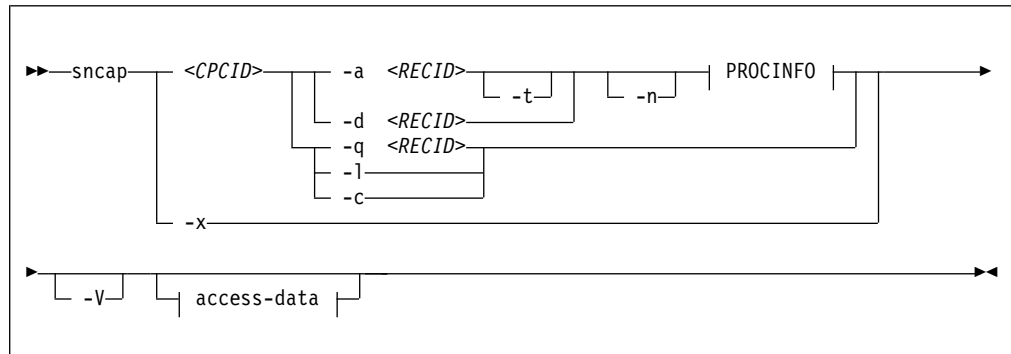 sncap <CPCID> -a <RECID> PROCINFO
-t -n
-d <RECID>
-q <RECID>
-l
-c
-x
-V access-data